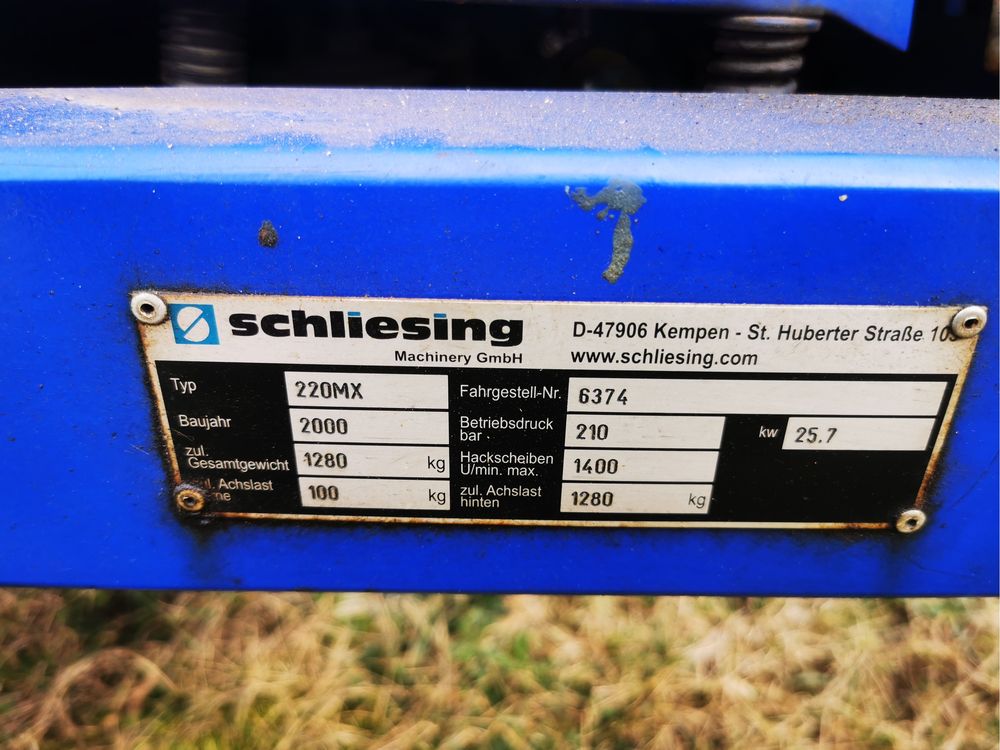 schliesing
Machinery GmbH
D-47906 Kempen - St. Huberter Straße
www.schliesing.com
Typ 220MX Fahrgestell-Nr. 6374
Baujahr 2000 Betriebsdruck bar 210 kw 25.7
zul. Gesamtgewicht 1280 kg Hackscheiben U/min. max. 1400
Achslast 100 kg zul. Achslast hinten 1280 kg